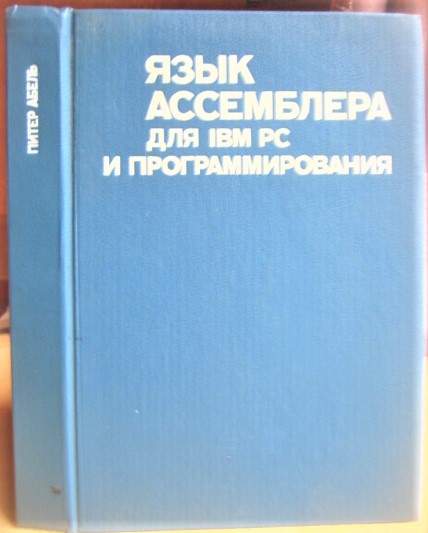 ЯЗЫК
АССЕМБЛЕРА
ДЛЯ IBM PC
И ПРОГРАММИРОВАНИЯ
ПИТЕР АБЕЛЬ